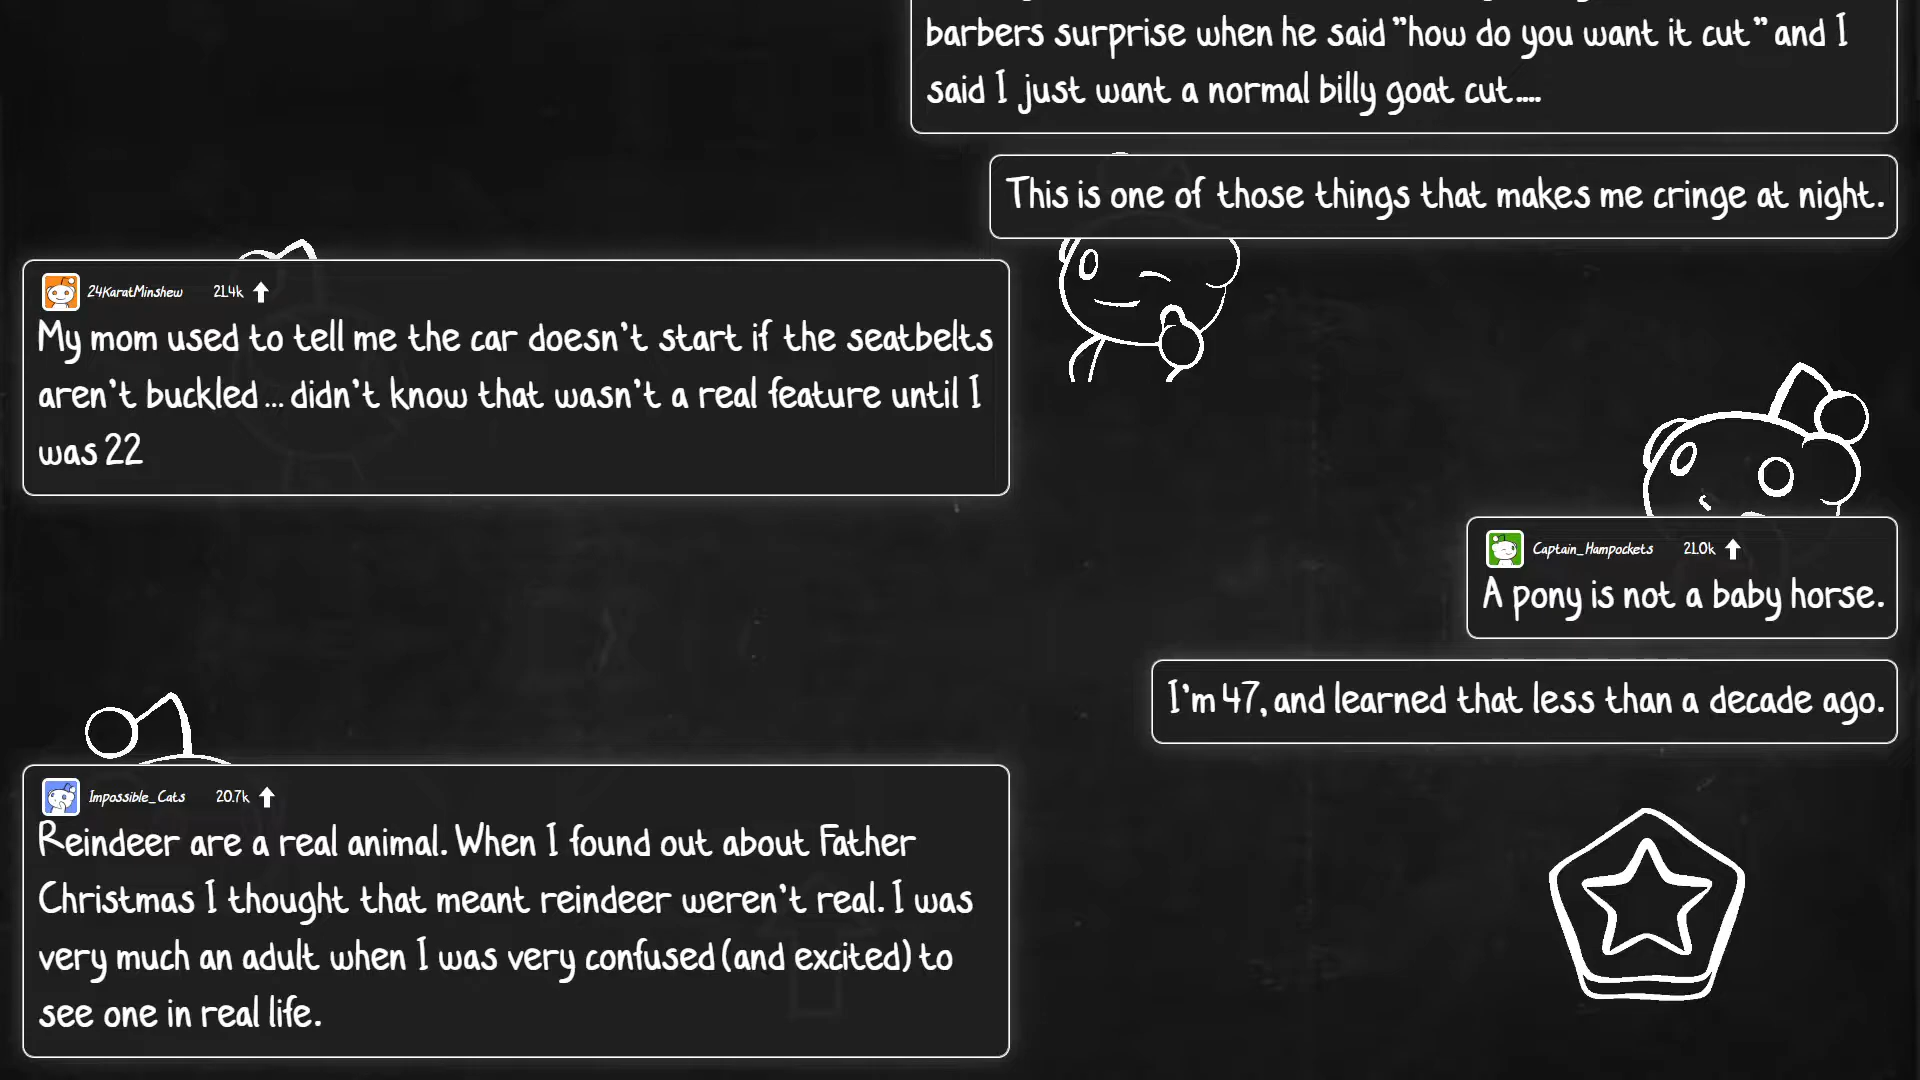 barbers surprise when he said "how do you want it cut" and I
said I just want a normal billy goat cut....
This is one of those things that makes me cringe at night.
24KaratMinshew 21.4k
My mom used to tell me the car doesn't start if the seatbelts
aren't buckled ... didn't know that wasn't a real feature until I
was 22
Captain_Hampockets 21.0k
A pony is not a baby horse.
I'm 47, and learned that less than a decade ago.
Impossible_Cats 20.7k
Reindeer are a real animal. When I found out about Father
Christmas I thought that meant reindeer weren't real. I was
very much an adult when I was very confused (and excited) to
see one in real life.